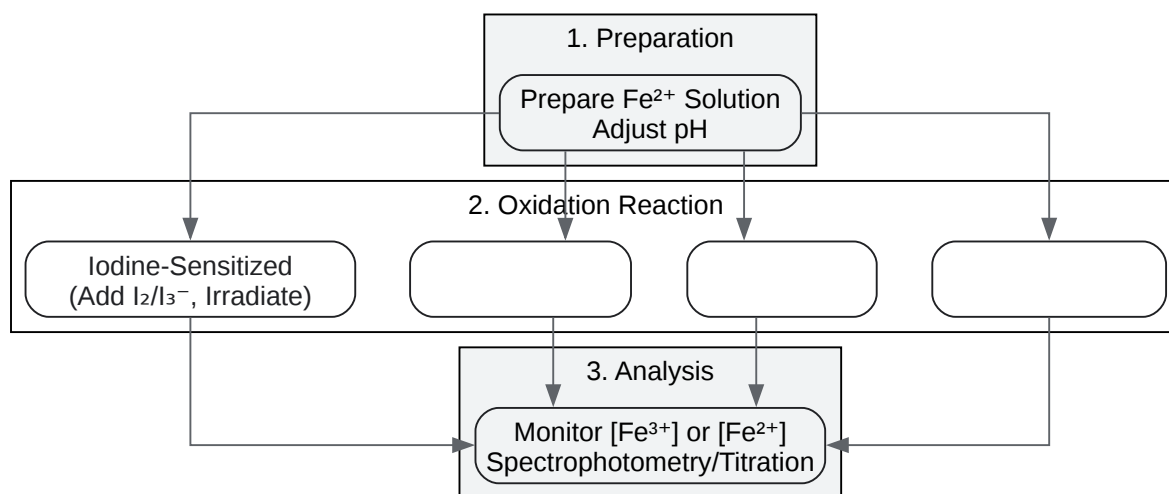 1. Preparation
Prepare Fe²⁺ Solution
Adjust pH
2. Oxidation Reaction
Iodine-Sensitized
(Add I₂/I₃⁻, Irradiate)
3. Analysis
Monitor [Fe³⁺] or [Fe²⁺]
Spectrophotometry/Titration